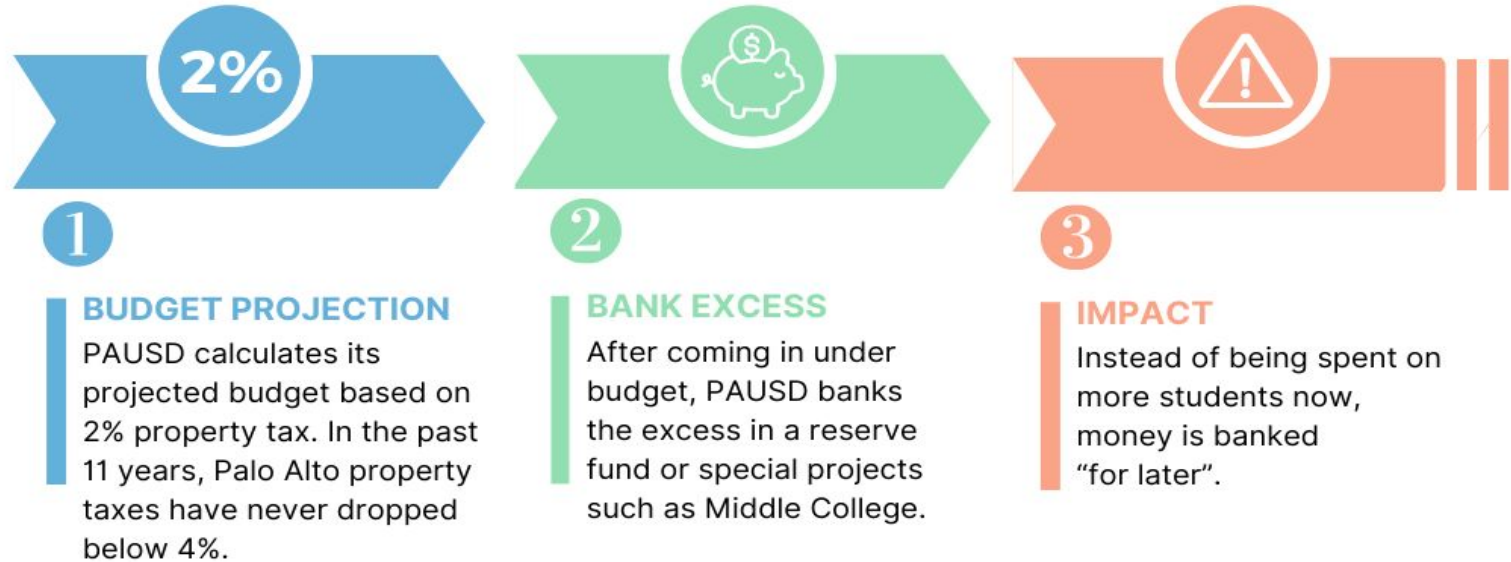 2%
$
!
1
BUDGET PROJECTION
PAUSD calculates its
projected budget based on
2% property tax. In the past
11 years, Palo Alto property
taxes have never dropped
below 4%.
2
BANK EXCESS
After coming in under
budget, PAUSD banks
the excess in a reserve
fund or special projects
such as Middle College.
3
IMPACT
Instead of being spent on
more students now,
money is banked
“for later”.